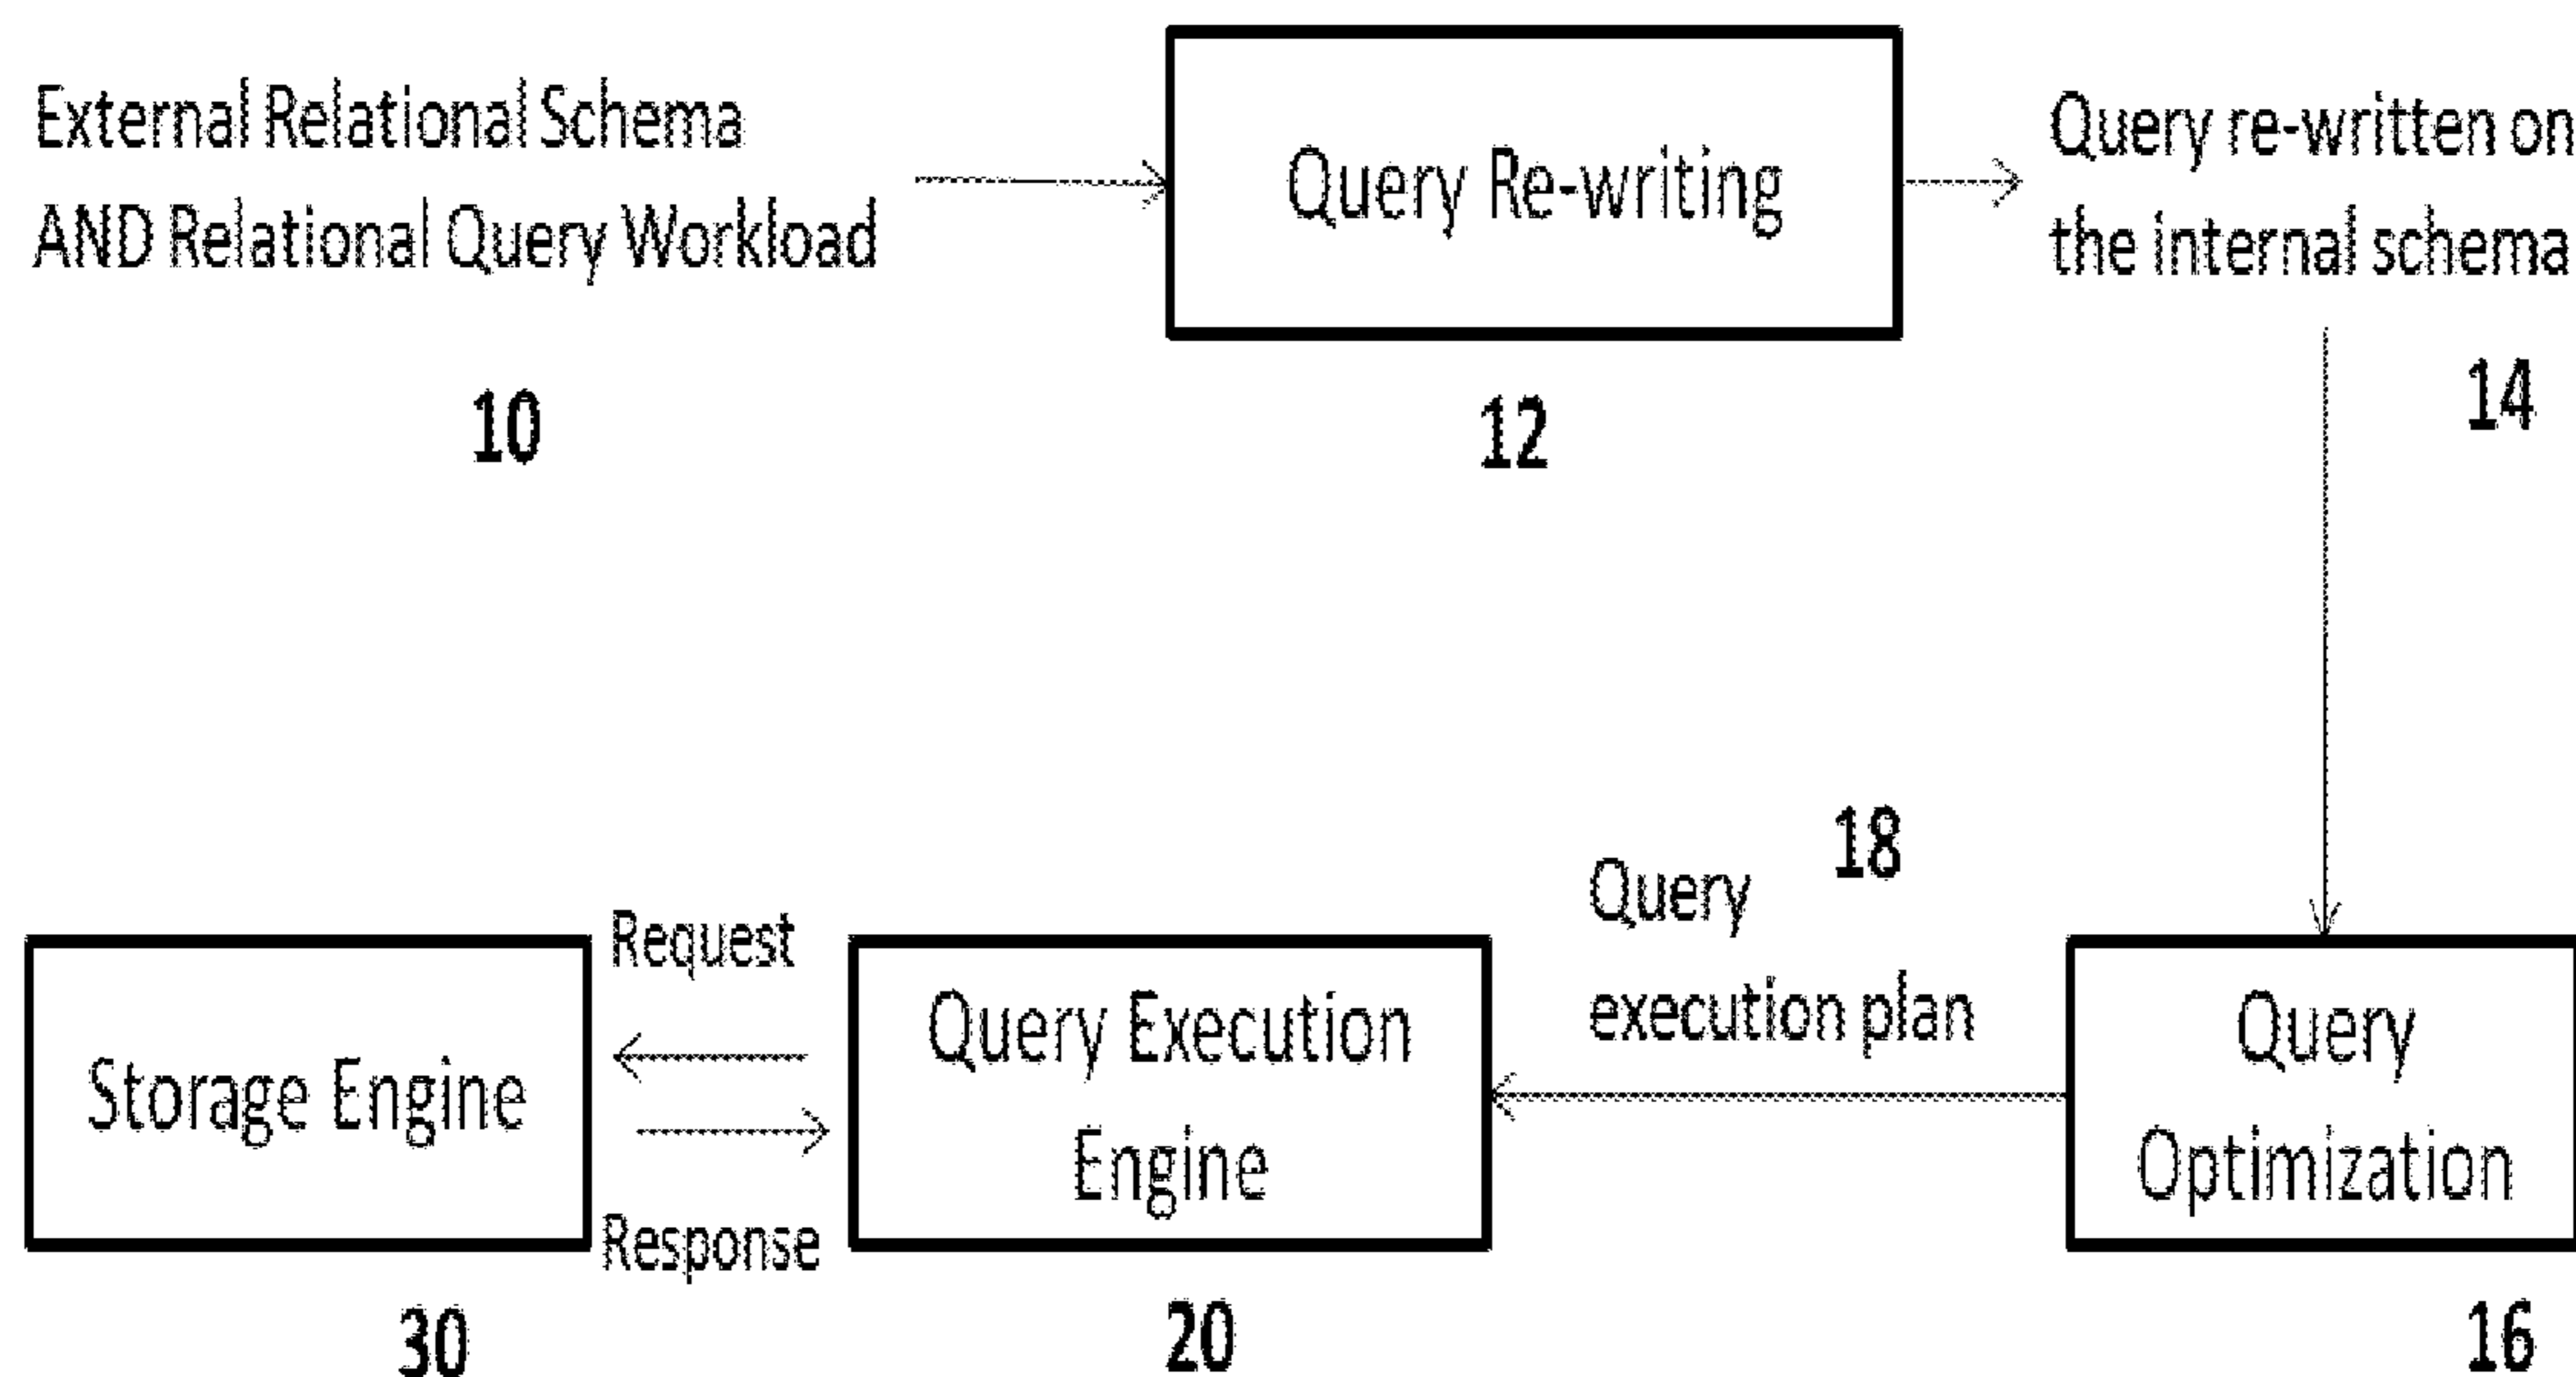 External Relational Schema
AND Relational Query Workload
10
Query Re-writing
12
Query re-written on
the internal schema
14
Storage Engine
30
Request
Response
Query Execution
Engine
20
18
Query
execution plan
Query
Optimization
16